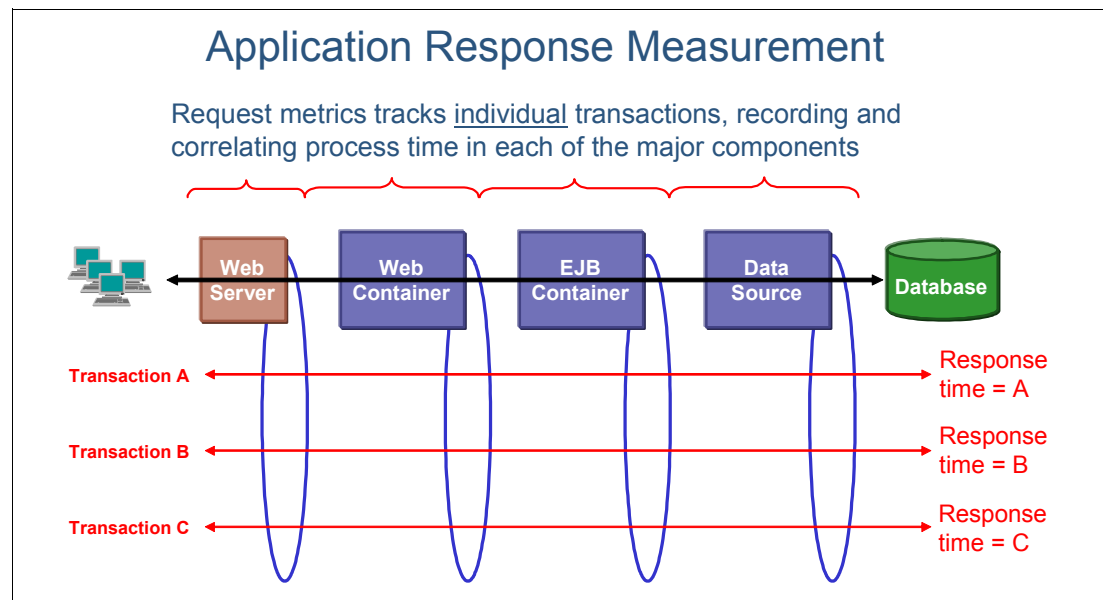 Application Response Measurement
Request metrics tracks individual transactions, recording and
correlating process time in each of the major components
Web
Server
Web
Container
EJB
Container
Data
Source
Database
Transaction A
Response
time = A
Transaction B
Response
time = B
Transaction C
Response
time = C